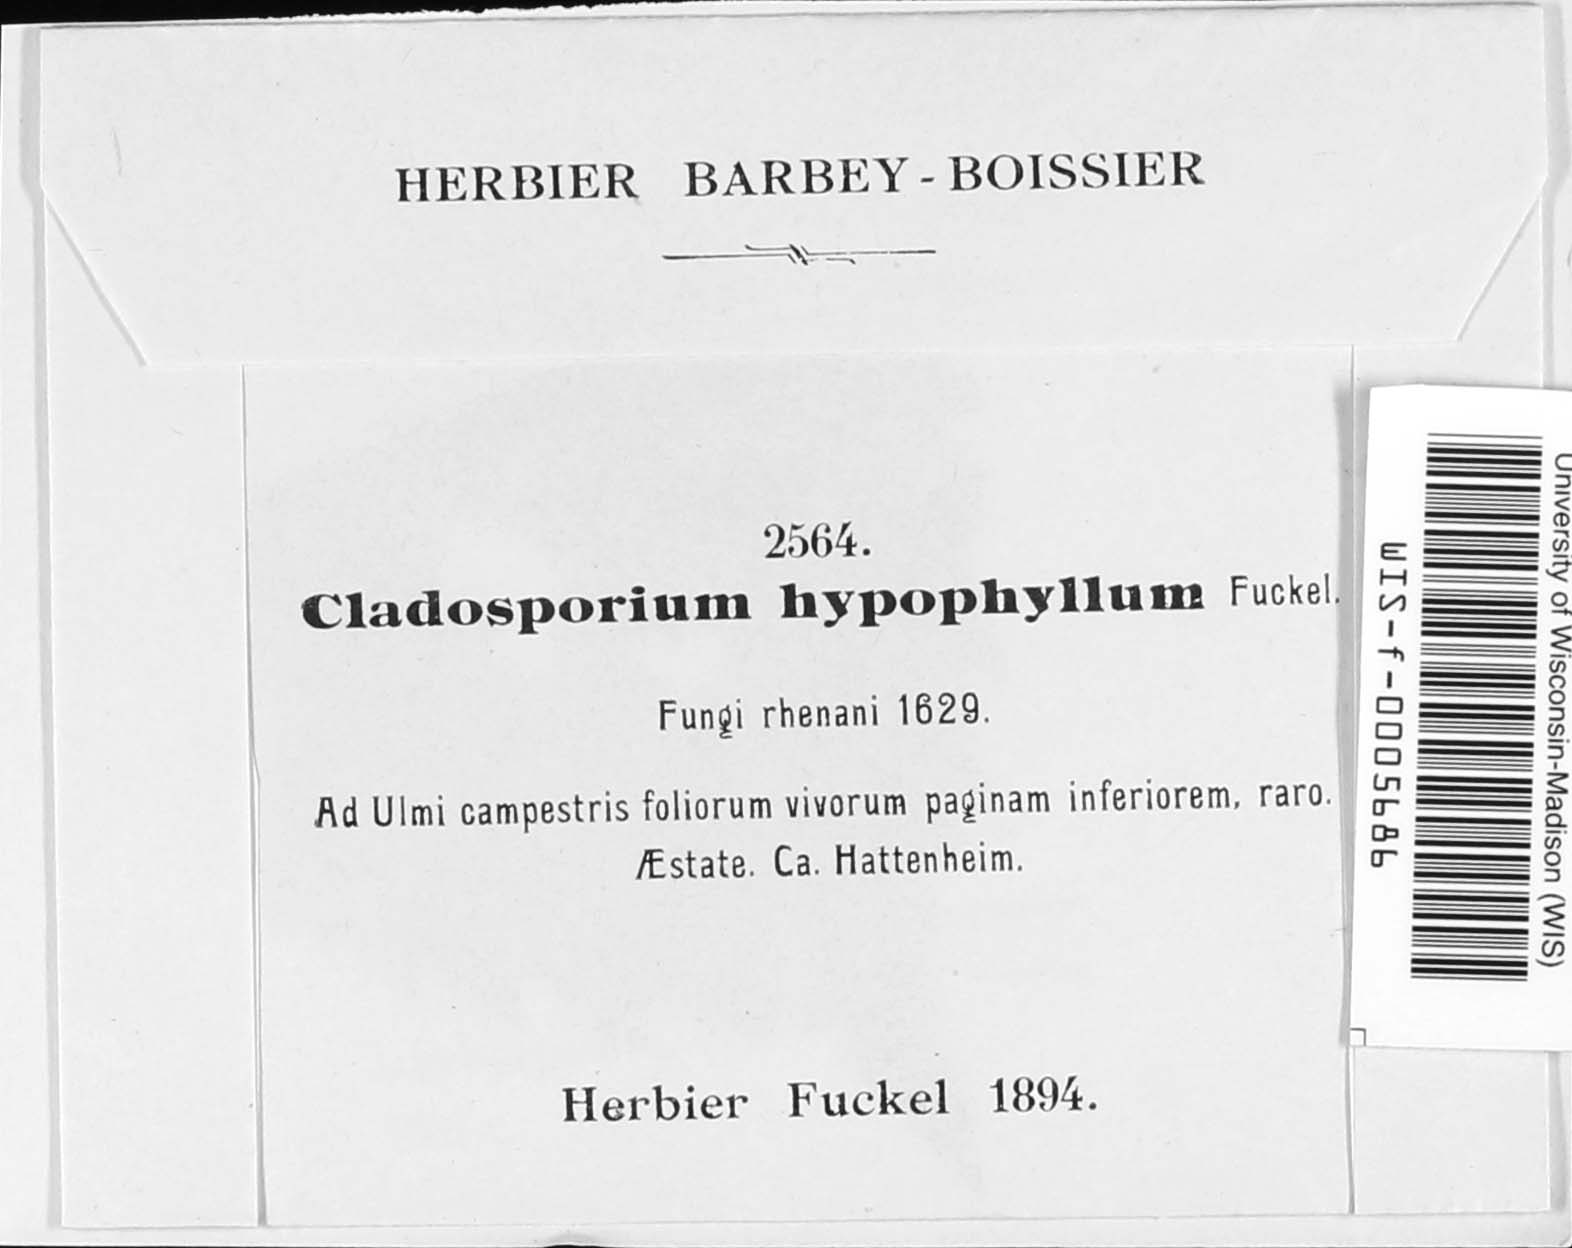 HERBIER BARBEY-BOISSIER
2564.
Cladosporium hypophyllum Fuckel.
Fungi rhenani 1629.
Ad Ulmi campestris foliorum vivorum paginam inferiorem, raro.
Æstate. Ca. Hattenheim.
Herbier Fuckel 1894.
University of Wisconsin-Madison (WIS)
WIS-f-0005686